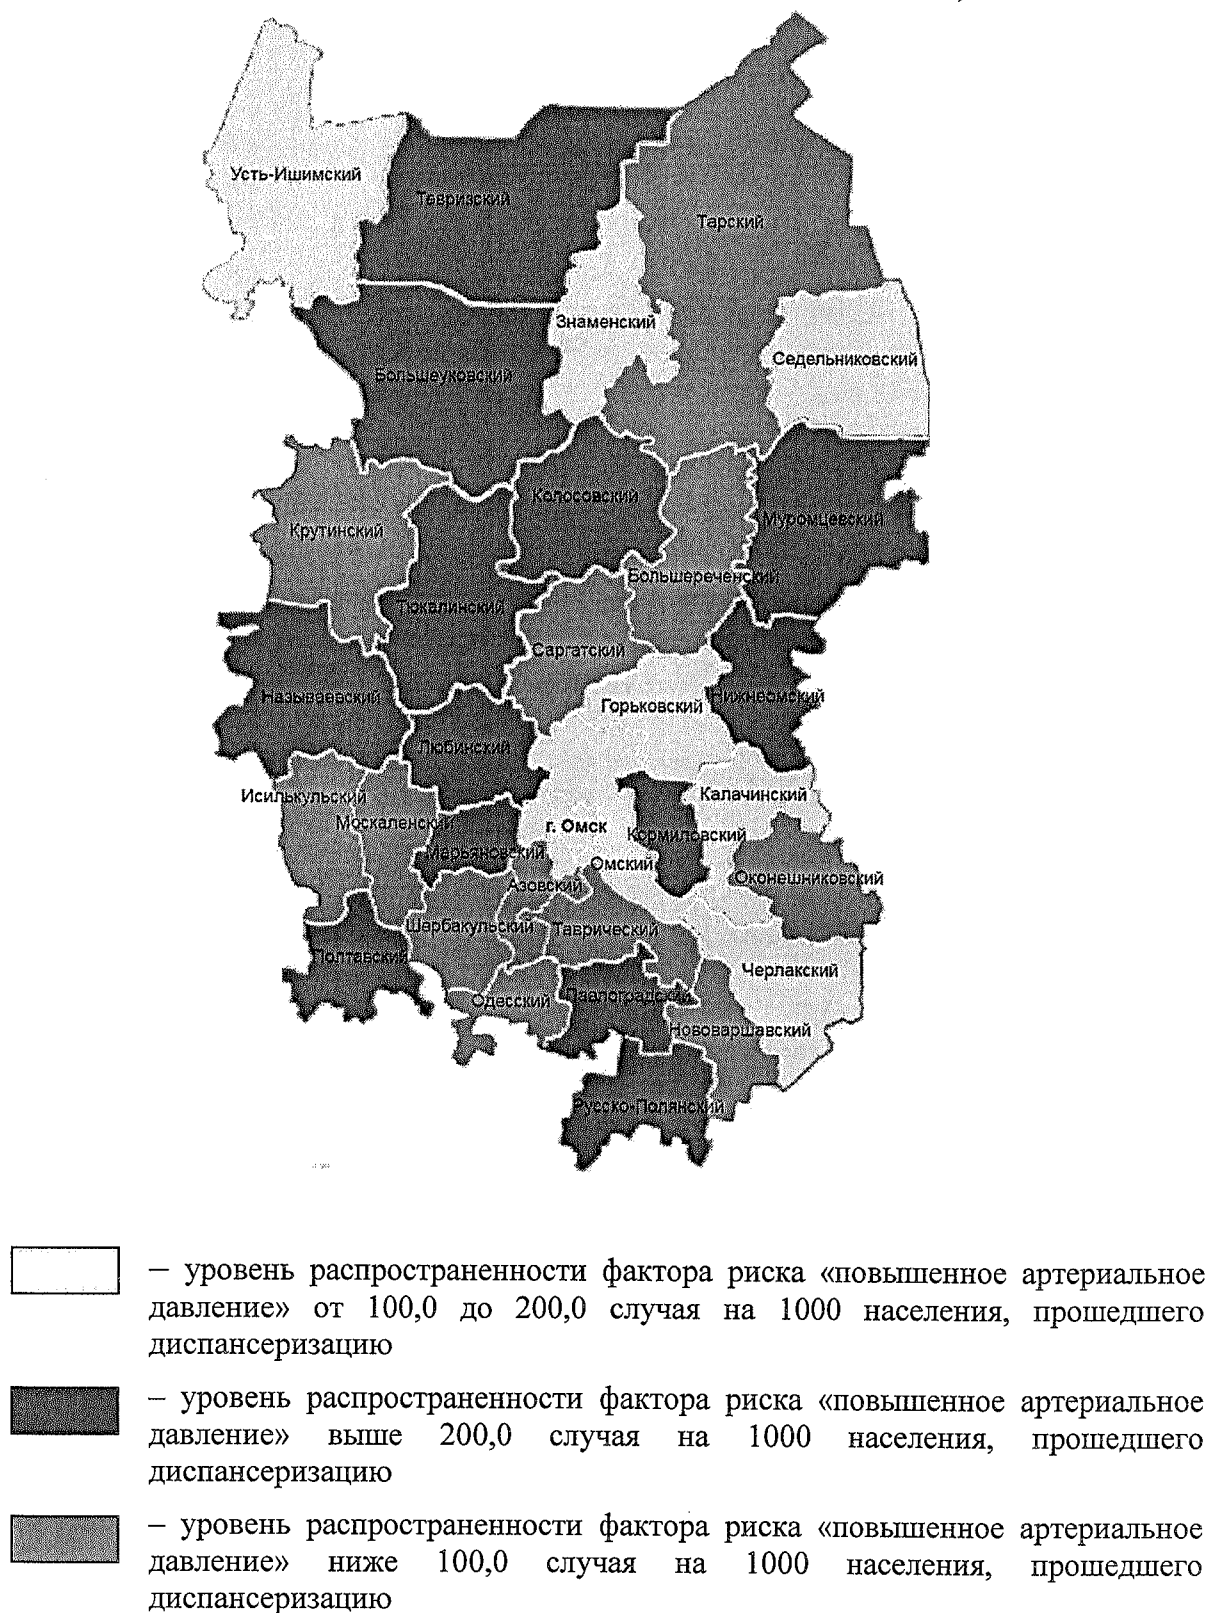 Усть-Ишимский
Тевризский
Тарский
Знаменский
Седельниковский
Большеуковский
Колосовский
Муромцевский
Крутинский
Большереченский
Тюкалинский
Саргатский
Называевский
Горьковский
Нижнеомский
Любинский
Исилькульский
Калачинский
Москаленский
г. Омск
Кормиловский
Марьяновский
Омский
Азовский
Оконешниковский
Шербакульский
Таврический
Полтавский
Черлакский
Одесский
Павлоградский
Нововаршавский
Русско-Полянский
– уровень распространенности фактора риска «повышенное артериальное
давление» от 100,0 до 200,0 случая на 1000 населения, прошедшего
диспансеризацию
– уровень распространенности фактора риска «повышенное артериальное
давление» выше 200,0 случая на 1000 населения, прошедшего
диспансеризацию
– уровень распространенности фактора риска «повышенное артериальное
давление» ниже 100,0 случая на 1000 населения, прошедшего
диспансеризацию